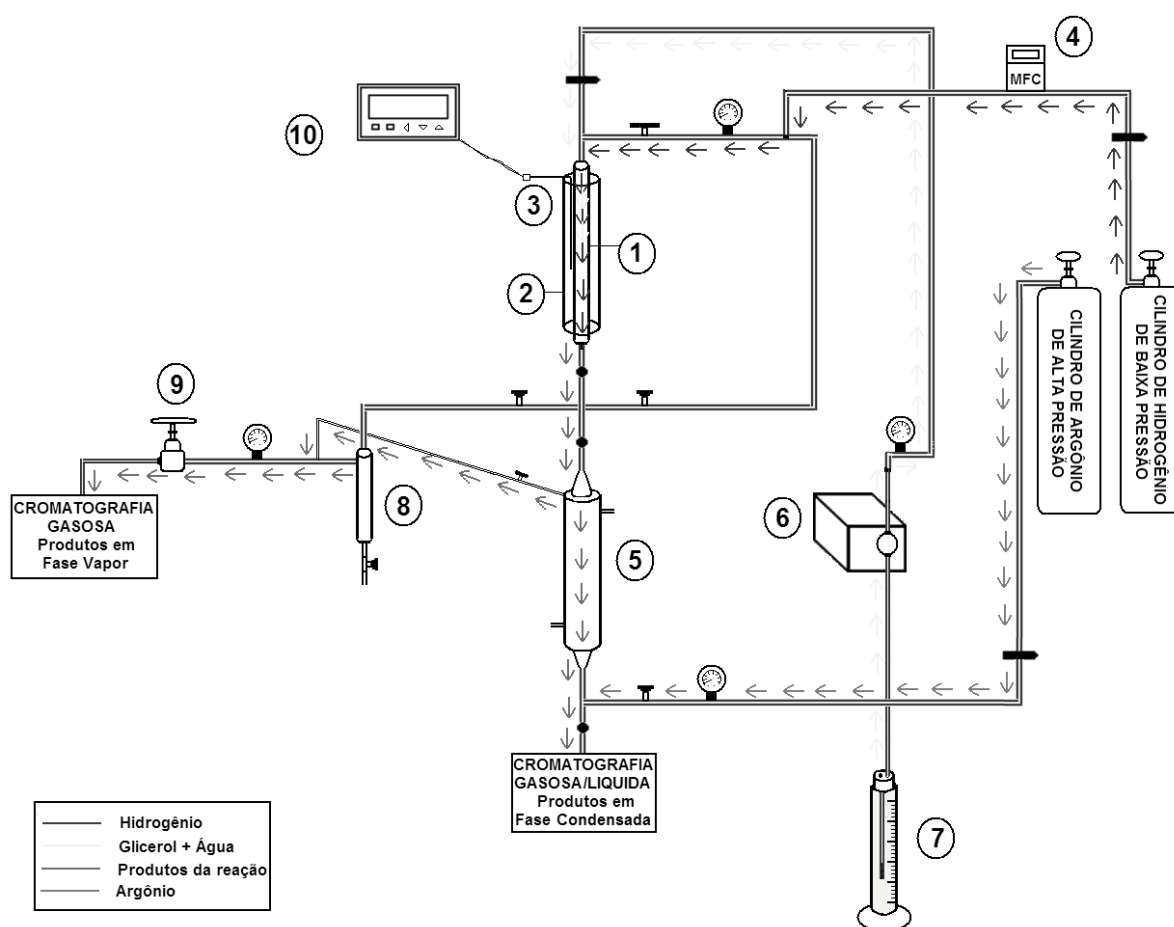 4
MFC
10
3
1
2
CILINDRO DE ARGÔNIO
DE ALTA PRESSÃO
CILINDRO DE HIDROGÊNIO
DE BAIXA PRESSÃO
9
8
CROMATOGRAFIA
GASOSA
Produtos em
Fase Vapor
6
5
CROMATOGRAFIA
GASOSA/LIQUIDA
Produtos em
Fase Condensada
7
Hidrogênio
Glicerol + Água
Produtos da reação
Argônio